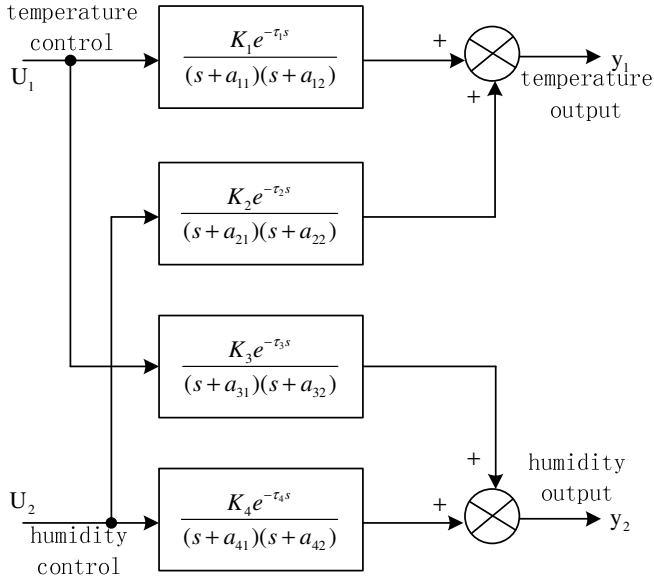 temperature
control
U₁
K₁e^{-τ₁s}
(s+a₁₁)(s+a₁₂)
+
+
y₁
temperature
output
K₂e^{-τ₂s}
(s+a₂₁)(s+a₂₂)
K₃e^{-τ₃s}
(s+a₃₁)(s+a₃₂)
U₂
humidity
control
K₄e^{-τ₄s}
(s+a₄₁)(s+a₄₂)
+
+
humidity
output
y₂